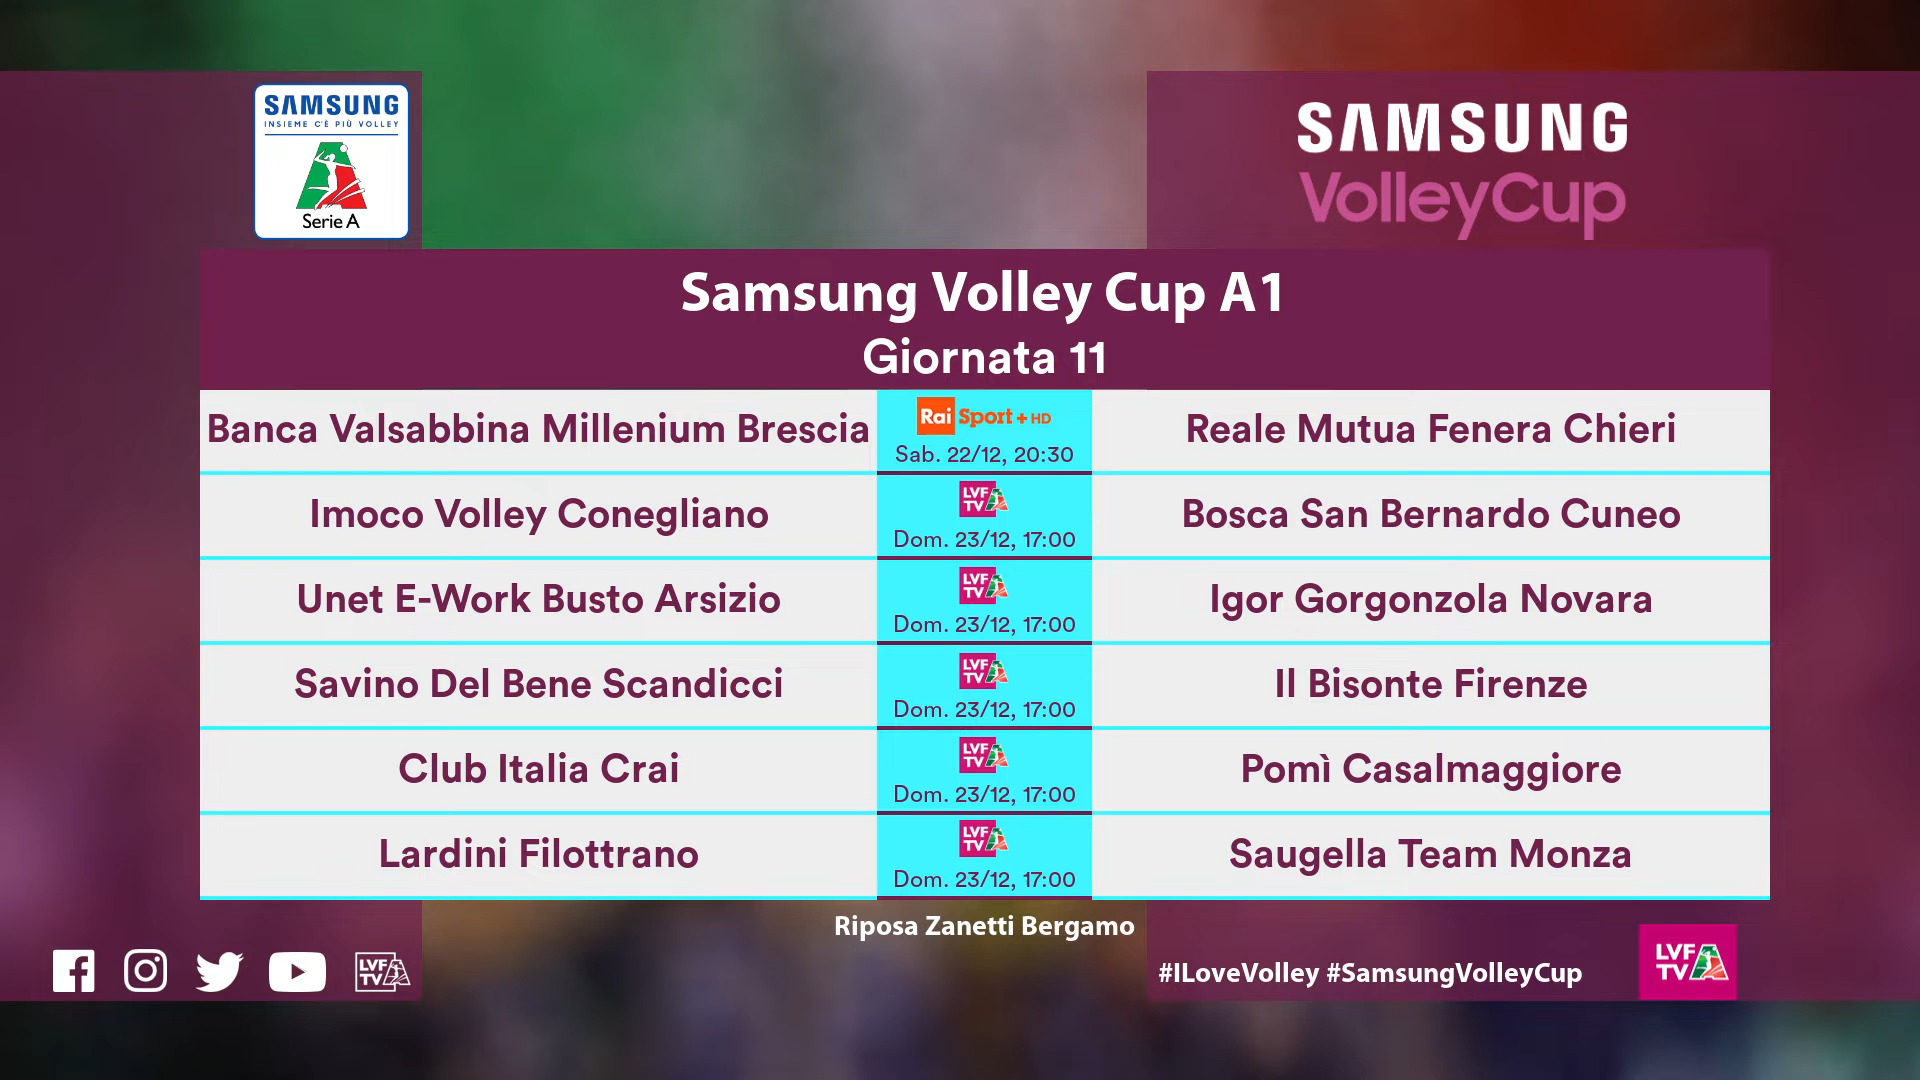 SAMSUNG
INSIEME C'È PIÙ VOLLEY
Serie A
SAMSUNG
VolleyCup
Samsung Volley Cup A1
Giornata 11
Banca Valsabbina Millenium Brescia
Rai Sport + HD
Sab. 22/12, 20:30
Reale Mutua Fenera Chieri
Imoco Volley Conegliano
LVF
TV
Dom. 23/12, 17:00
Bosca San Bernardo Cuneo
Unet E-Work Busto Arsizio
LVF
TV
Dom. 23/12, 17:00
Igor Gorgonzola Novara
Savino Del Bene Scandicci
LVF
TV
Dom. 23/12, 17:00
Il Bisonte Firenze
Club Italia Crai
LVF
TV
Dom. 23/12, 17:00
Pomì Casalmaggiore
Lardini Filottrano
LVF
TV
Dom. 23/12, 17:00
Saugella Team Monza
Riposa Zanetti Bergamo
LVF
TV
#ILoveVolley #SamsungVolleyCup
LVF
TV